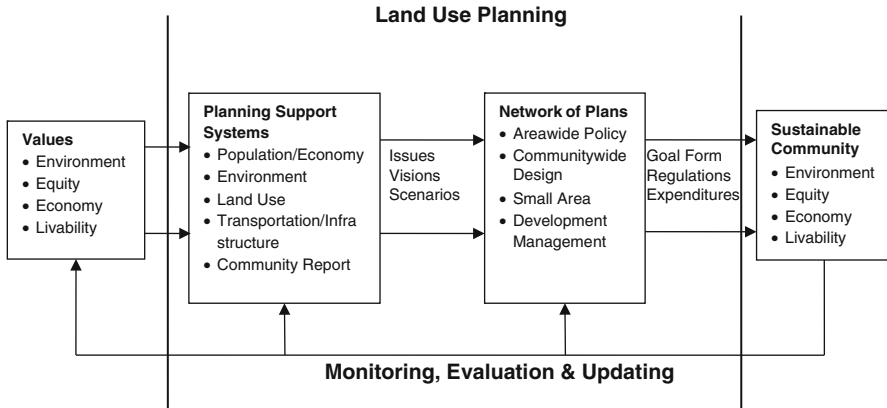 Land Use Planning
Values
• Environment
• Equity
• Economy
• Livability
Planning Support
Systems
• Population/Economy
• Environment
• Land Use
• Transportation/Infra
structure
• Community Report
Issues
Visions
Scenarios
Network of Plans
• Areawide Policy
• Communitywide
Design
• Small Area
• Development
Management
Goal Form
Regulations
Expenditures
Sustainable
Community
• Environment
• Equity
• Economy
• Livability
Monitoring, Evaluation & Updating